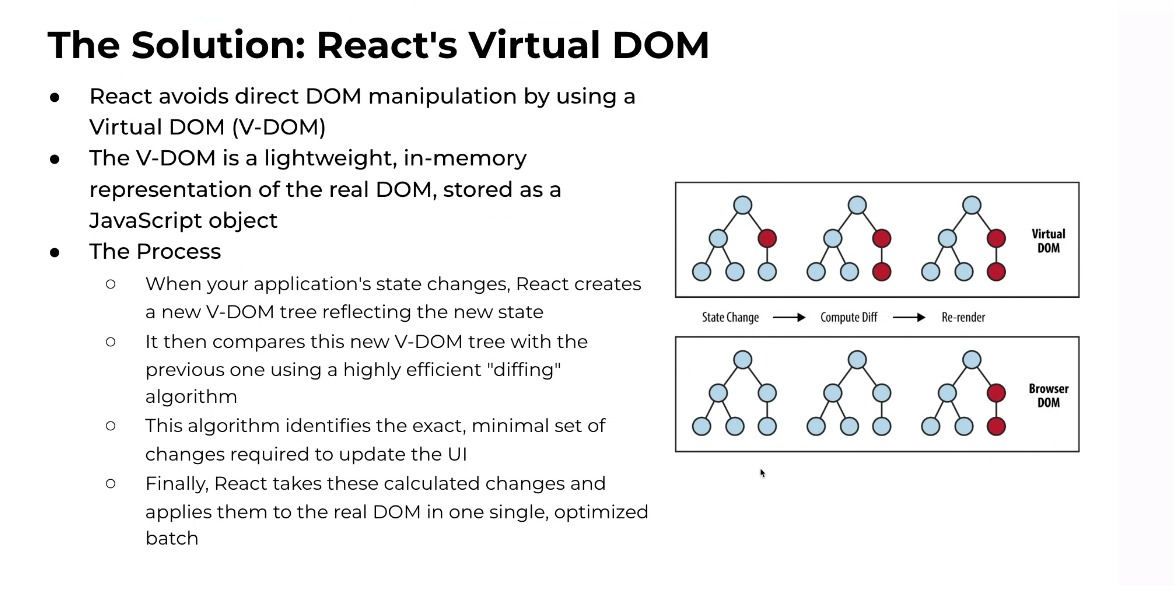 The Solution: React's Virtual DOM
● React avoids direct DOM manipulation by using a
Virtual DOM (V-DOM)
● The V-DOM is a lightweight, in-memory
representation of the real DOM, stored as a
JavaScript object
● The Process
○ When your application's state changes, React creates
a new V-DOM tree reflecting the new state
○ It then compares this new V-DOM tree with the
previous one using a highly efficient "diffing"
algorithm
○ This algorithm identifies the exact, minimal set of
changes required to update the UI
○ Finally, React takes these calculated changes and
applies them to the real DOM in one single, optimized
batch
Virtual
DOM
State Change → Compute Diff → Re-render
Browser
DOM